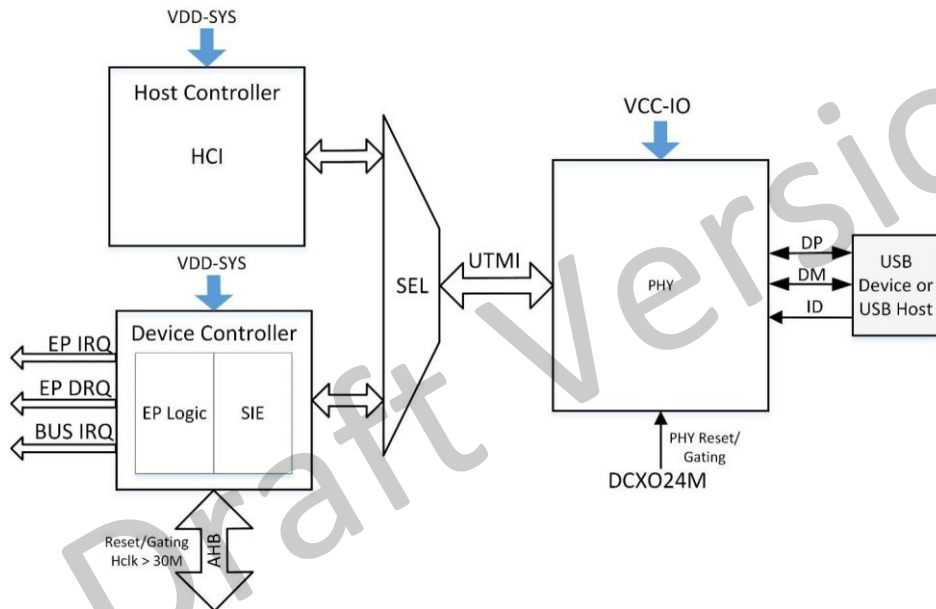 VDD-SYS
Host Controller
HCI
VDD-SYS
Device Controller
EP Logic
SIE
EP IRQ
EP DRQ
BUS IRQ
Reset/Gating
Hclk > 30M
AHB
SEL
UTMI
VCC-IO
PHY
DP
DM
ID
USB
Device or
USB Host
PHY Reset/
Gating
DCXO24M
Draft Version